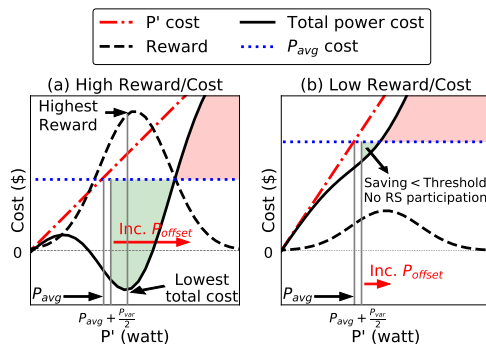 P' cost
Total power cost
Reward
P_avg cost
(a) High Reward/Cost
(b) Low Reward/Cost
Highest
Reward
Cost ($)
0
Inc. P_offset
P_avg
Lowest
total cost
P_avg + P_var/2
P' (watt)
Cost ($)
0
Saving < Threshold
No RS participation
Inc. P_offset
P_avg
P_avg + P_var/2
P' (watt)